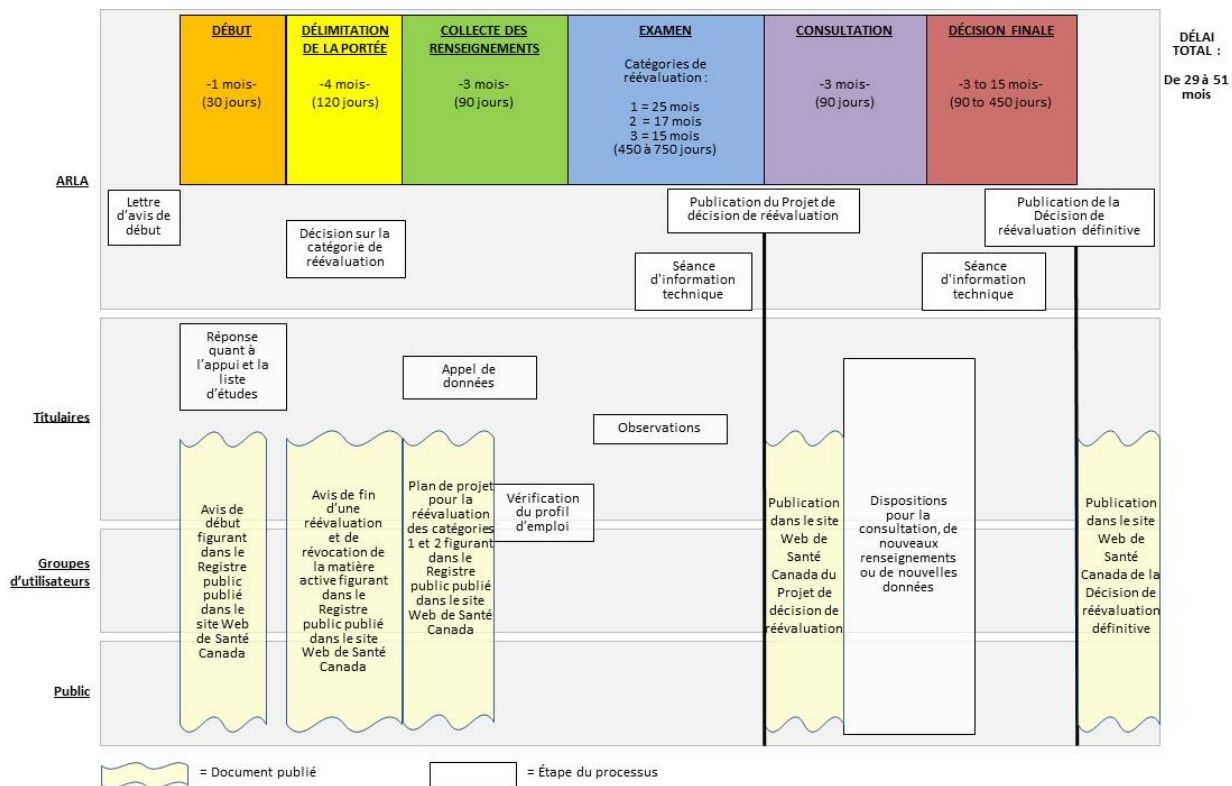 DÉBUT
-1 mois-
(30 jours)
DÉLIMITATION
DE LA PORTÉE
-4 mois-
(120 jours)
COLLECTE DES
RENSEIGNEMENTS
-3 mois-
(90 jours)
EXAMEN
Catégories de
réévaluation :
1 = 25 mois
2 = 17 mois
3 = 15 mois
(450 à 750 jours)
CONSULTATION
-3 mois-
(90 jours)
DÉCISION FINALE
-3 to 15 mois-
(90 to 450 jours)
DÉLAI
TOTAL :
De 29 à 51
mois
ARLA
Lettre
d'avis de
début
Décision sur la
catégorie de
réévaluation
Publication du Projet de
décision de réévaluation
Séance
d'information
technique
Publication de la
Décision de
réévaluation définitive
Séance
d'information
technique
Titulaires
Réponse
quant à
l'appui et la
liste
d'études
Appel de
données
Observations
Vérification
du profil
d'emploi
Groupes
d'utilisateurs
Public
Avis de
début
figurant
dans le
Registre
public
publié
dans le
site Web
de Santé
Canada
Avis de fin
d'une
réévaluation
et de
révocation de
la matière
active figurant
dans le
Registre
public publié
dans le site
Web de Santé
Canada
Plan de projet
pour la
réévaluation
des catégories
1 et 2 figurant
dans le
Registre
public publié
dans le site
Web de Santé
Canada
Publication
dans le site
Web de
Santé
Canada du
Projet de
décision de
réévaluation
Dispositions
pour la
consultation, de
nouveaux
renseignements
ou de nouvelles
données
Publication
dans le site
Web de
Santé
Canada de la
Décision de
réévaluation
définitive
= Document publié
= Étape du processus